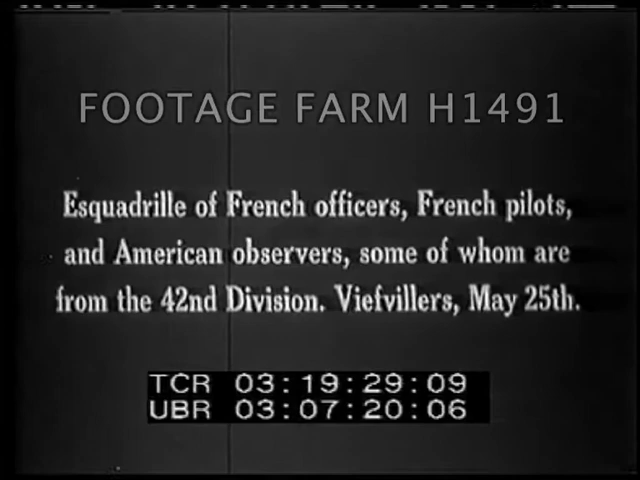 FOOTAGE FARM H1491
Esquadrille of French officers, French pilots,
and American observers, some of whom are
from the 42nd Division. Viefvillers, May 25th.
TCR 03:19:29:09
UBR 03:07:20:06